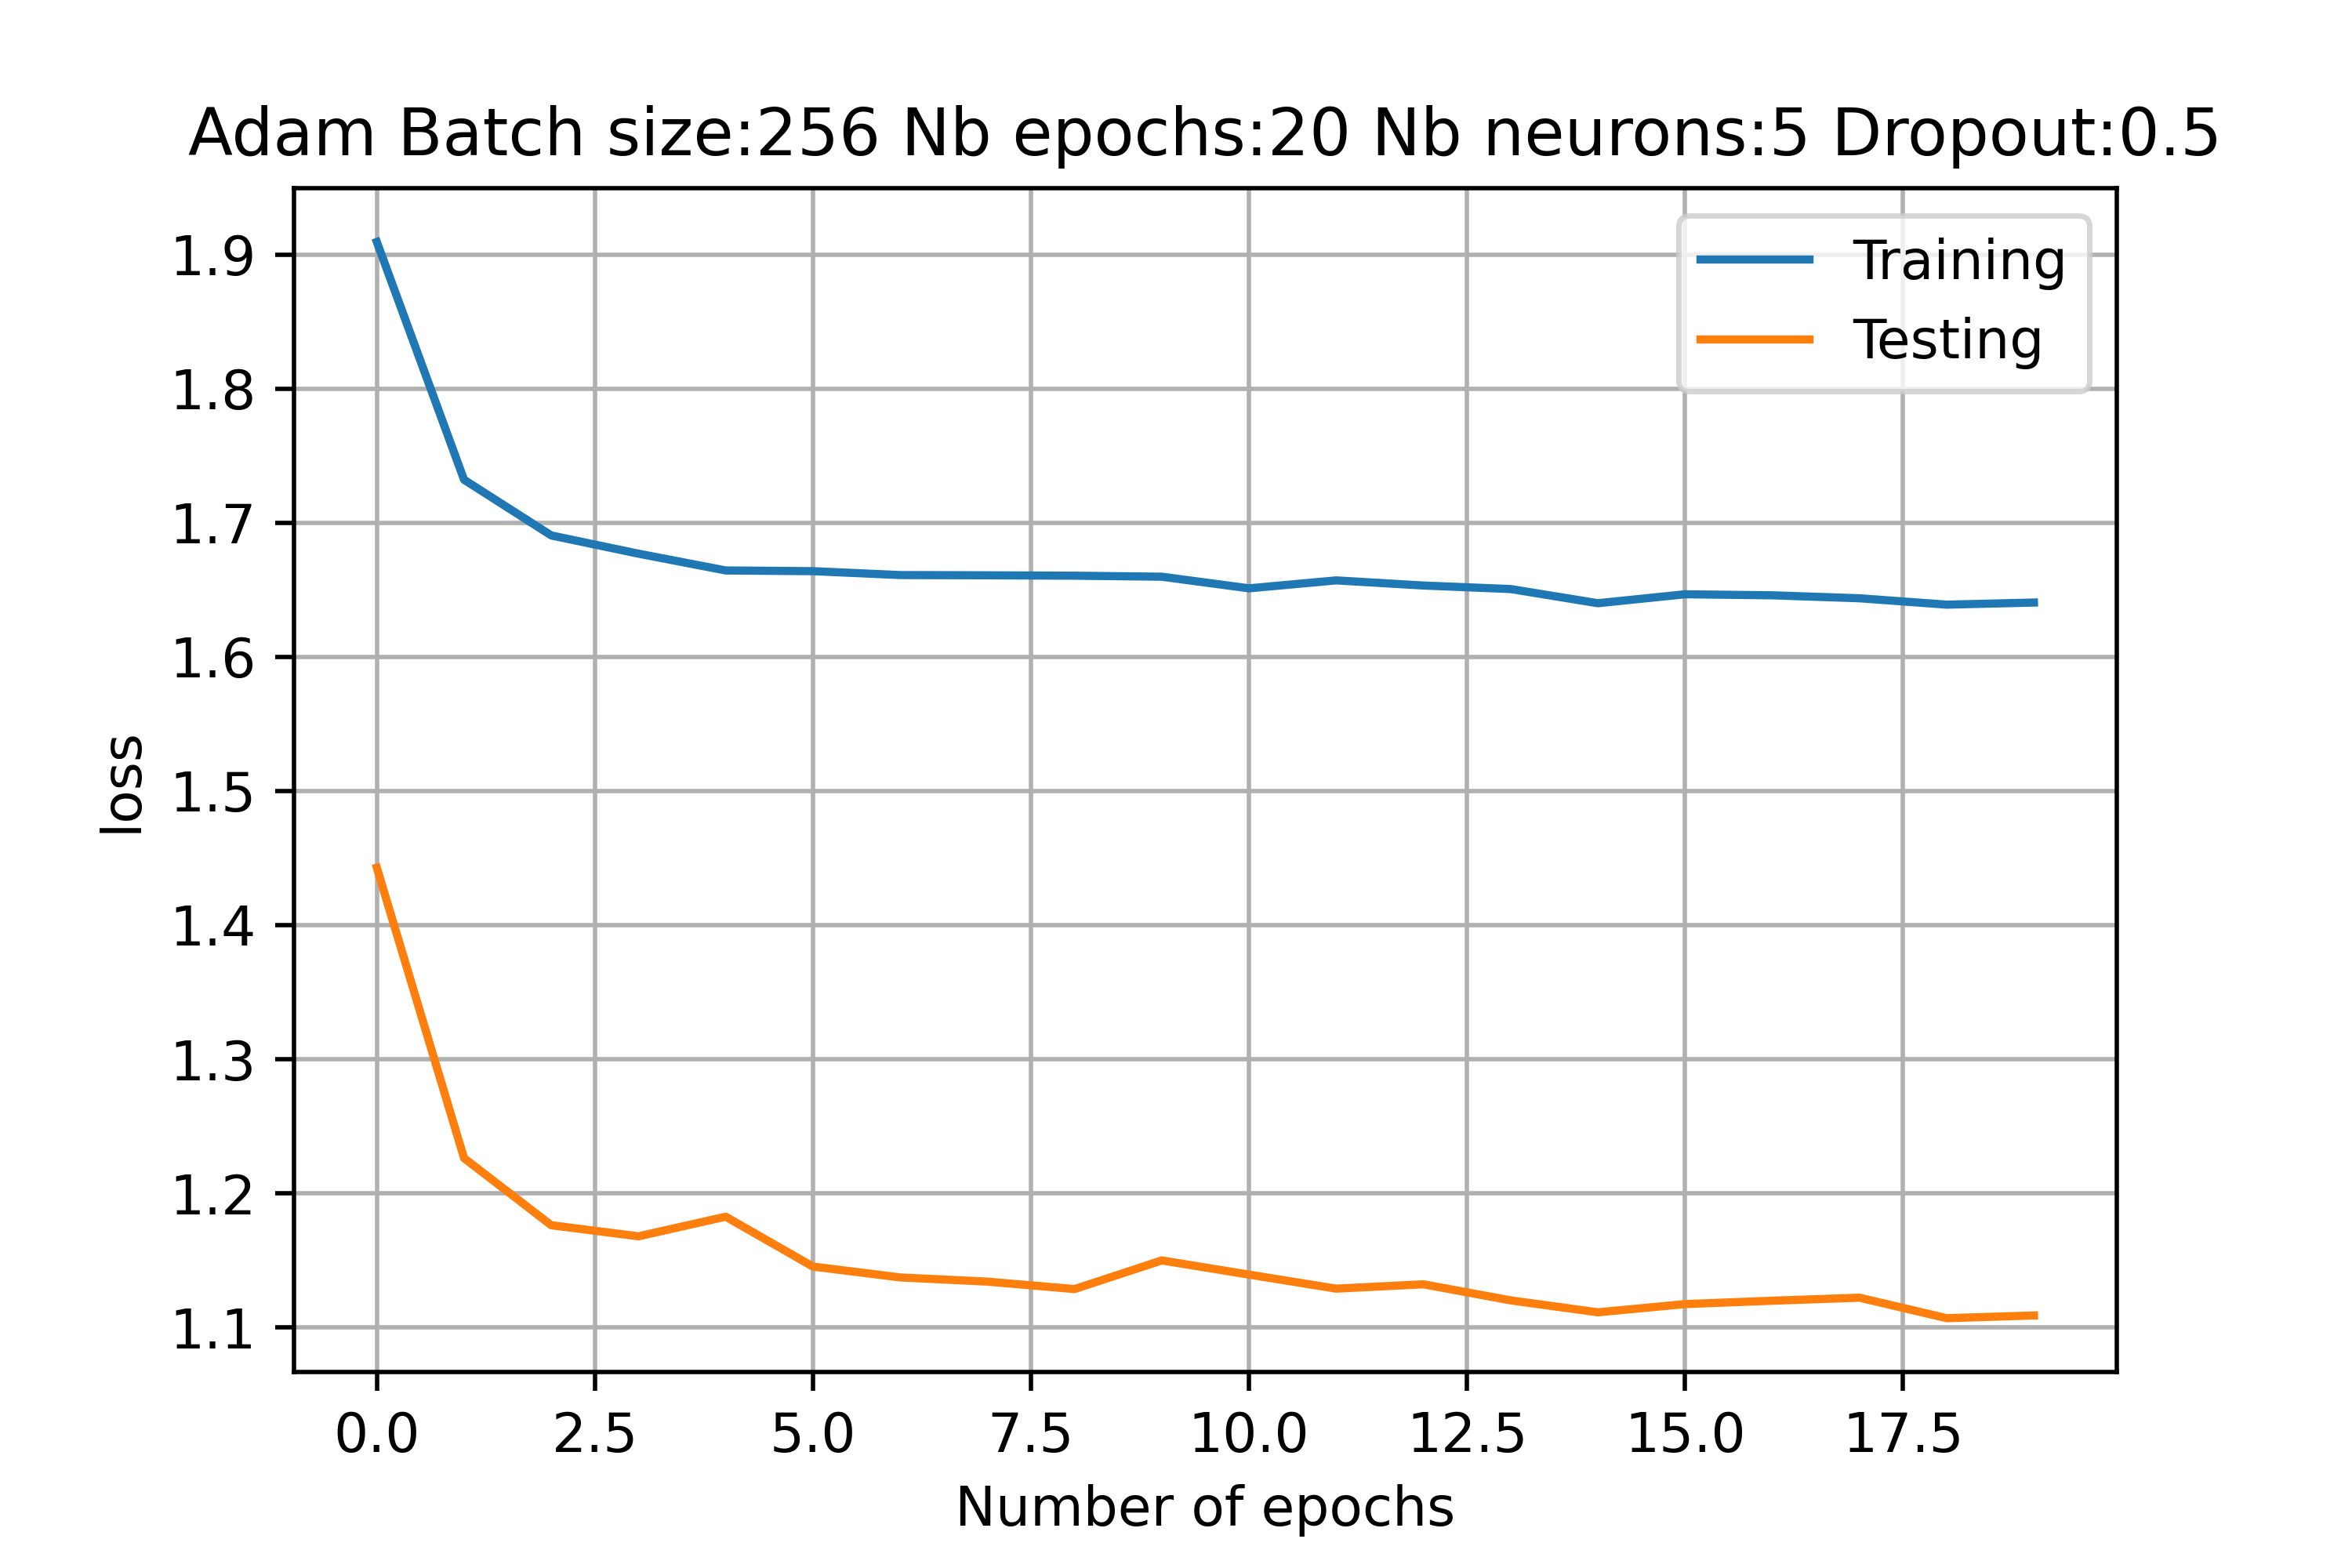 Adam Batch size:256 Nb epochs:20 Nb neurons:5 Dropout:0.5
Training
Testing
1.9
1.8
1.7
1.6
1.5
1.4
1.3
1.2
1.1
loss
0.0 2.5 5.0 7.5 10.0 12.5 15.0 17.5
Number of epochs